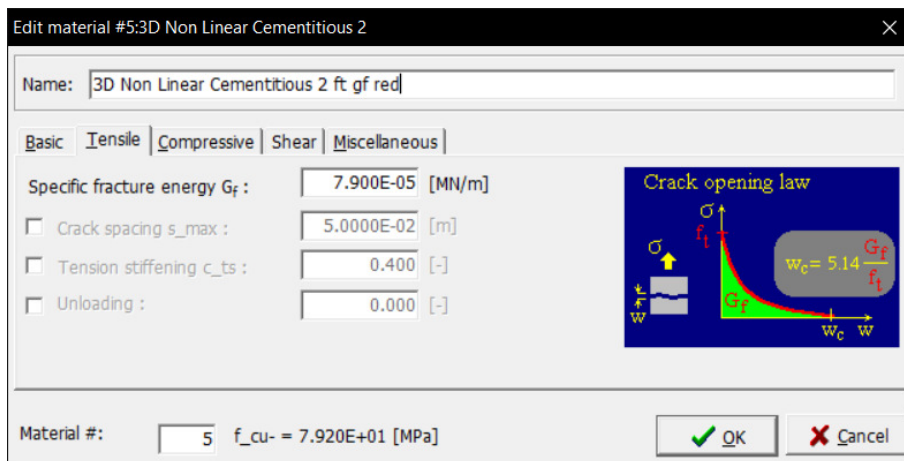 Edit material #5:3D Non Linear Cementitious 2
Name: 3D Non Linear Cementitious 2 ft gf red
Basic Tensile Compressive Shear Miscellaneous
Specific fracture energy Gf : 7.900E-05 [MN/m]
Crack spacing s_max : 5.0000E-02 [m]
Tension stiffening c_ts : 0.400 [-]
Unloading : 0.000 [-]
Crack opening law
σ
ft
σ
wc = 5.14 Gf/ft
Gf
w
wc w
Material #: 5 f_cu- = 7.920E+01 [MPa]
OK Cancel